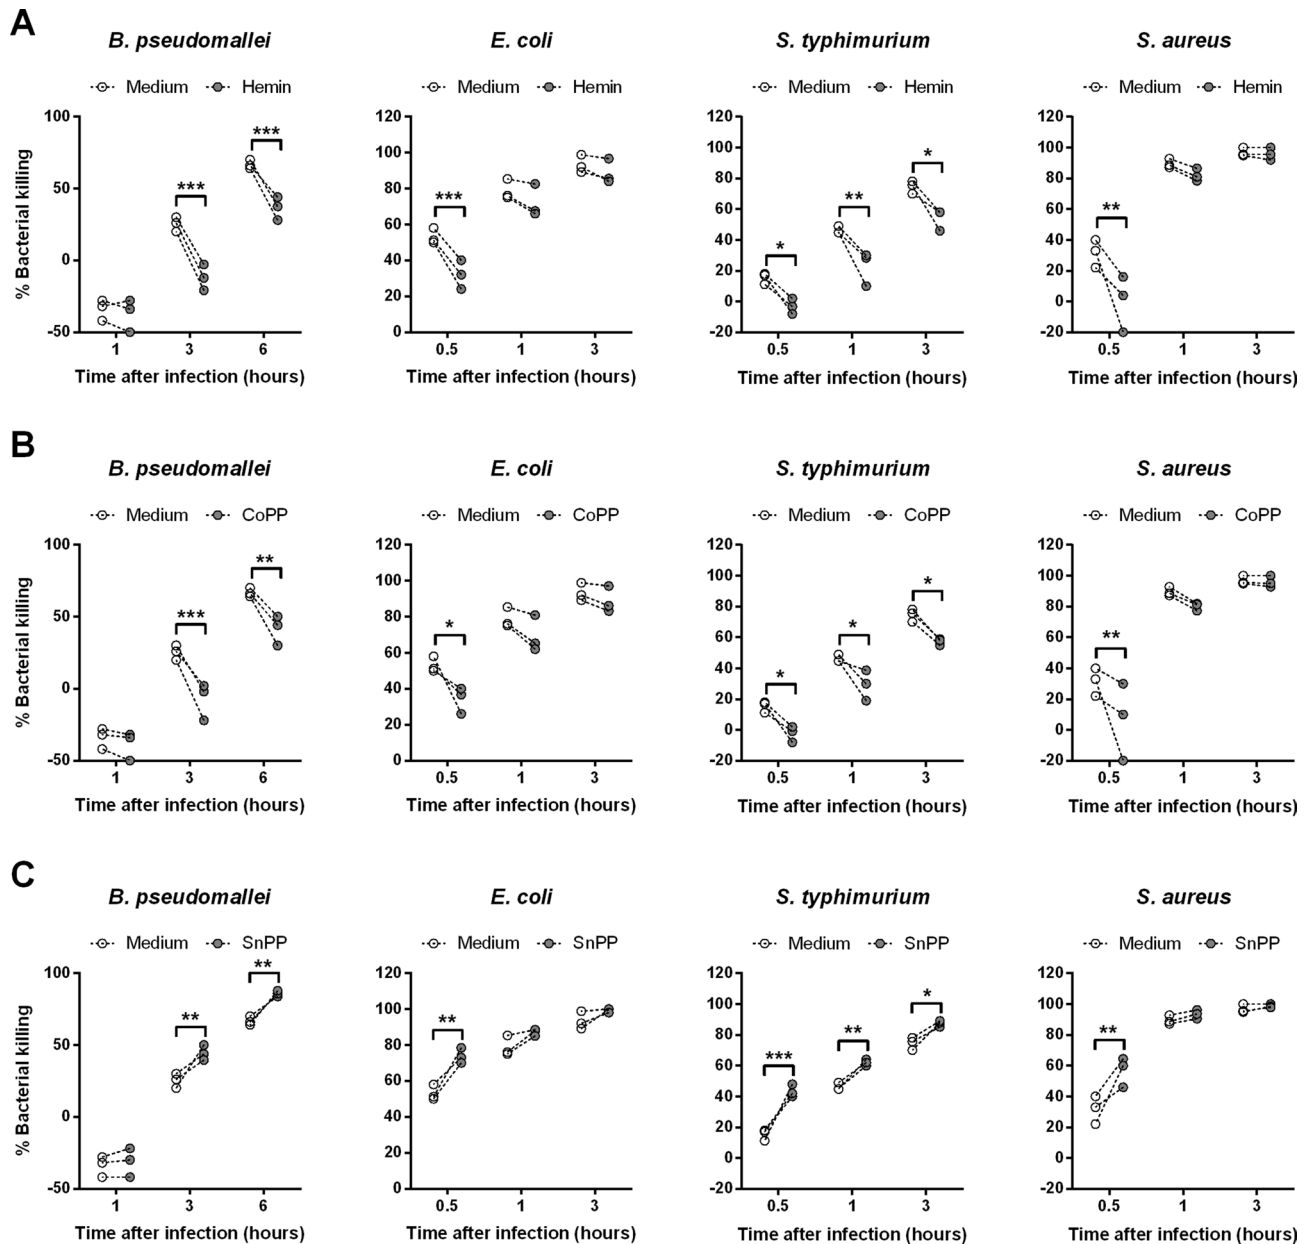 A
B. pseudomallei E. coli S. typhimurium S. aureus
Medium Hemin Medium Hemin Medium Hemin Medium Hemin
% Bacterial killing
100
50
0
-50
*** ***
1 3 6
Time after infection (hours)
120
100
80
60
40
20
0
***
0.5 1 3
Time after infection (hours)
120
100
80
60
40
20
0
-20
* ** *
0.5 1 3
Time after infection (hours)
120
100
80
60
40
20
0
-20
**
0.5 1 3
Time after infection (hours)
B
B. pseudomallei E. coli S. typhimurium S. aureus
Medium CoPP Medium CoPP Medium CoPP Medium CoPP
% Bacterial killing
100
50
0
-50
*** **
1 3 6
Time after infection (hours)
120
100
80
60
40
20
0
*
0.5 1 3
Time after infection (hours)
120
100
80
60
40
20
0
-20
* * *
0.5 1 3
Time after infection (hours)
120
100
80
60
40
20
0
-20
**
0.5 1 3
Time after infection (hours)
C
B. pseudomallei E. coli S. typhimurium S. aureus
Medium SnPP Medium SnPP Medium SnPP Medium SnPP
% Bacterial killing
100
50
0
-50
** **
1 3 6
Time after infection (hours)
120
100
80
60
40
20
0
**
0.5 1 3
Time after infection (hours)
120
100
80
60
40
20
0
-20
*** ** *
0.5 1 3
Time after infection (hours)
120
100
80
60
40
20
0
-20
**
0.5 1 3
Time after infection (hours)